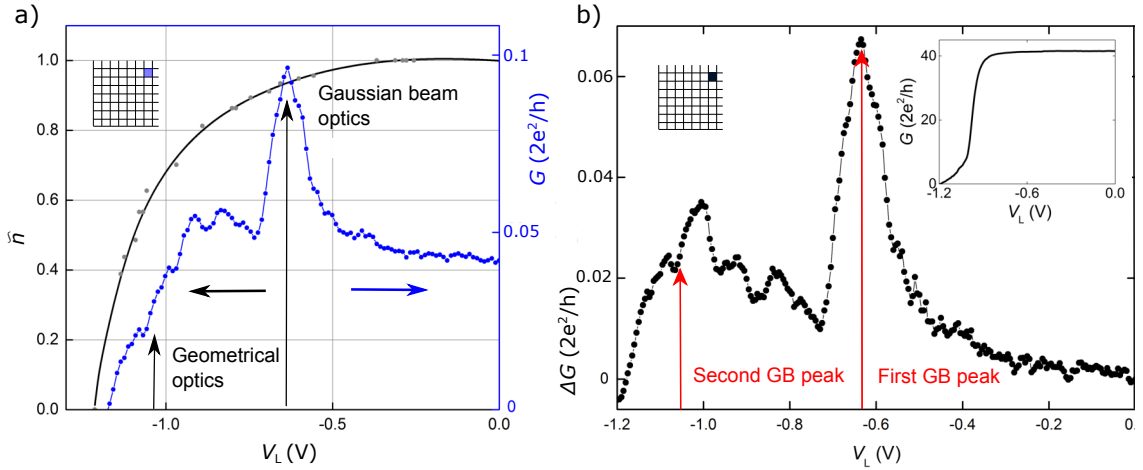 a)
ñ
1.0
0.8
0.6
0.4
0.2
0.0
-1.0
-0.5
0.0
V_L (V)
G (2e²/h)
0.1
0.05
0
Gaussian beam
optics
Geometrical
optics
b)
ΔG (2e²/h)
0.06
0.04
0.02
0
-1.2
-1.0
-0.8
-0.6
-0.4
-0.2
0.0
V_L (V)
Second GB peak
First GB peak
G (2e²/h)
40
20
0
-1.2
-0.6
0.0
V_L (V)